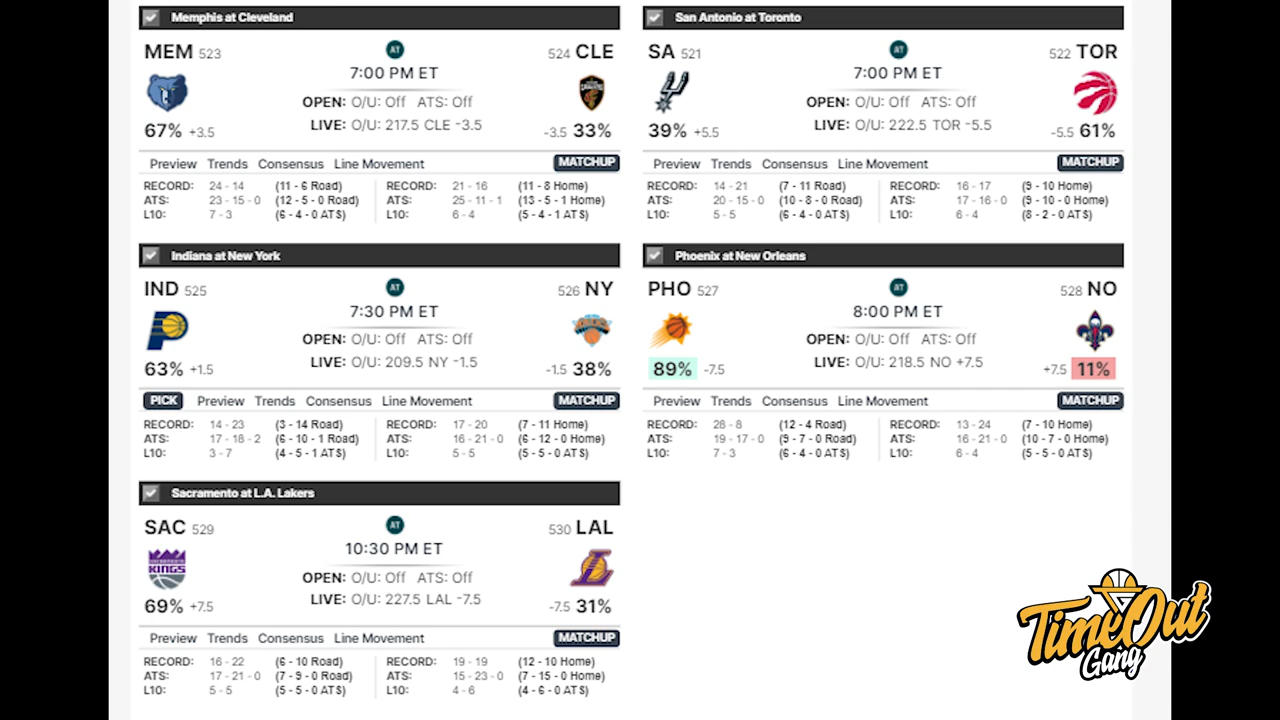 Memphis at Cleveland
MEM 523
AT
524 CLE
7:00 PM ET
OPEN: O/U: Off ATS: Off
LIVE: O/U: 217.5 CLE -3.5
67% +3.5
-3.5 33%
Preview Trends Consensus Line Movement MATCHUP
RECORD: 24 - 14 (11 - 6 Road) RECORD: 21 - 16 (11 - 8 Home)
ATS: 23 - 15 - 0 (12 - 5 - 0 Road) ATS: 25 - 11 - 1 (13 - 5 - 1 Home)
L10: 7 - 3 (6 - 4 - 0 ATS) L10: 6 - 4 (5 - 4 - 1 ATS)
San Antonio at Toronto
SA 521
AT
522 TOR
7:00 PM ET
OPEN: O/U: Off ATS: Off
LIVE: O/U: 222.5 TOR -5.5
39% +5.5
-5.5 61%
Preview Trends Consensus Line Movement MATCHUP
RECORD: 14 - 21 (7 - 11 Road) RECORD: 16 - 17 (9 - 10 Home)
ATS: 20 - 15 - 0 (10 - 8 - 0 Road) ATS: 17 - 16 - 0 (9 - 10 - 0 Home)
L10: 5 - 5 (6 - 4 - 0 ATS) L10: 6 - 4 (8 - 2 - 0 ATS)
Indiana at New York
IND 525
AT
526 NY
7:30 PM ET
OPEN: O/U: Off ATS: Off
LIVE: O/U: 209.5 NY -1.5
63% +1.5
-1.5 38%
PICK Preview Trends Consensus Line Movement MATCHUP
RECORD: 14 - 23 (3 - 14 Road) RECORD: 17 - 20 (7 - 11 Home)
ATS: 17 - 18 - 2 (6 - 10 - 1 Road) ATS: 16 - 21 - 0 (6 - 12 - 0 Home)
L10: 3 - 7 (4 - 5 - 1 ATS) L10: 5 - 5 (5 - 5 - 0 ATS)
Phoenix at New Orleans
PHO 527
AT
528 NO
8:00 PM ET
OPEN: O/U: Off ATS: Off
LIVE: O/U: 218.5 NO +7.5
89% -7.5
+7.5 11%
Preview Trends Consensus Line Movement MATCHUP
RECORD: 28 - 8 (12 - 4 Road) RECORD: 13 - 24 (7 - 10 Home)
ATS: 19 - 17 - 0 (9 - 7 - 0 Road) ATS: 16 - 21 - 0 (10 - 7 - 0 Home)
L10: 7 - 3 (6 - 4 - 0 ATS) L10: 6 - 4 (5 - 5 - 0 ATS)
Sacramento at L.A. Lakers
SAC 529
AT
530 LAL
10:30 PM ET
OPEN: O/U: Off ATS: Off
KINGS
LIVE: O/U: 227.5 LAL -7.5
69% +7.5
-7.5 31%
Preview Trends Consensus Line Movement MATCHUP
RECORD: 16 - 22 (6 - 10 Road) RECORD: 19 - 19 (12 - 10 Home)
ATS: 17 - 21 - 0 (7 - 9 - 0 Road) ATS: 15 - 23 - 0 (7 - 15 - 0 Home)
L10: 5 - 5 (5 - 5 - 0 ATS) L10: 4 - 6 (4 - 6 - 0 ATS)
TimeOut
Gang